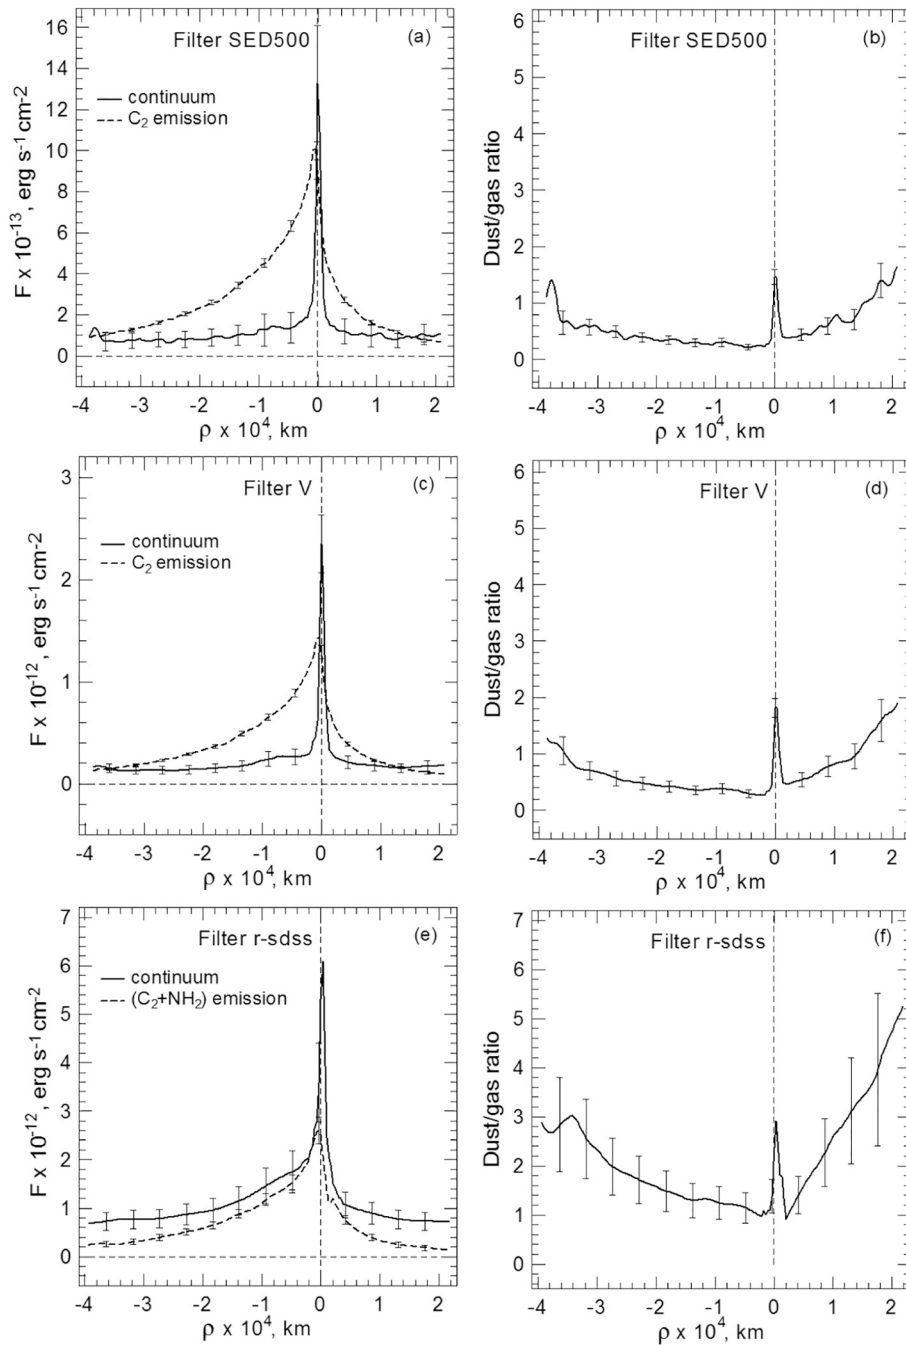 Filter SED500
(a)
continuum
C2 emission
F x 10-13, erg s-1 cm-2
16
14
12
10
8
6
4
2
0
-4 -3 -2 -1 0 1 2
ρ x 104, km
Filter SED500
(b)
Dust/gas ratio
6
5
4
3
2
1
0
-4 -3 -2 -1 0 1 2
ρ x 104, km
Filter V
(c)
continuum
C2 emission
F x 10-12, erg s-1 cm-2
3
2
1
0
-4 -3 -2 -1 0 1 2
ρ x 104, km
Filter V
(d)
Dust/gas ratio
6
5
4
3
2
1
0
-4 -3 -2 -1 0 1 2
ρ x 104, km
Filter r-sdss
(e)
continuum
(C2+NH2) emission
F x 10-12, erg s-1 cm-2
7
6
5
4
3
2
1
0
-4 -3 -2 -1 0 1 2
ρ x 104, km
Filter r-sdss
(f)
Dust/gas ratio
7
6
5
4
3
2
1
0
-4 -3 -2 -1 0 1 2
ρ x 104, km